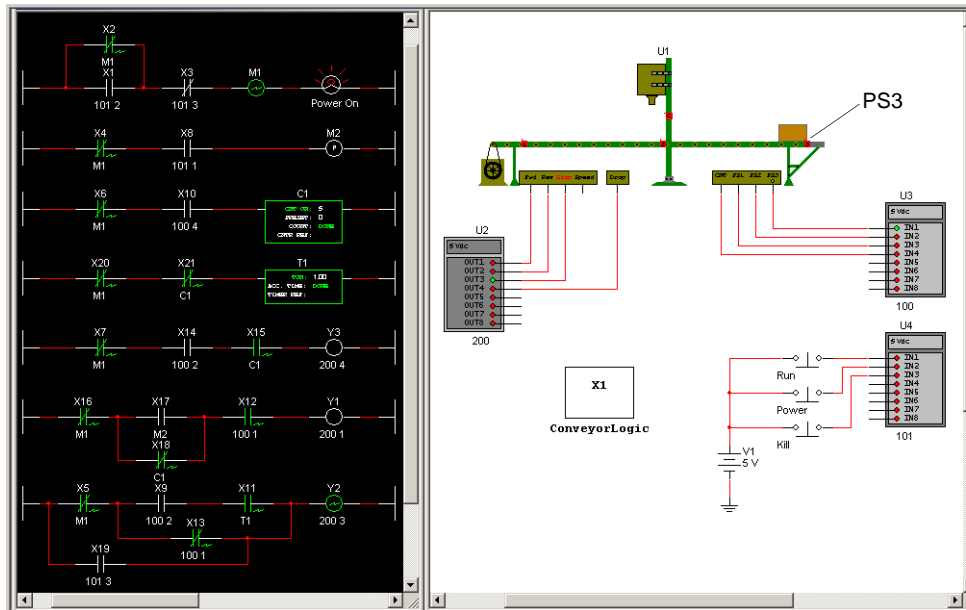 X2
M1
X1
101 2
X3
101 3
M1
Power On
X4
M1
X8
101 1
M2
P
X6
M1
X10
100 4
C1
CNT ON: 5
PRESET: 0
COUNT: DONE
X20
M1
X21
C1
T1
TON: 1.00
ACC. TIME: DONE
X7
M1
X14
100 2
X15
C1
Y3
200 4
X16
M1
X17
M2
X12
100 1
Y1
200 1
X18
C1
X5
M1
X9
100 2
X11
T1
Y2
200 3
X13
100 1
X19
101 3
U1
PS3
Fwd Rev Stop Speed
Drop
CNT PS1 PS2 PS3
U2
5 Vdc
OUT1
OUT2
OUT3
OUT4
OUT5
OUT6
OUT7
OUT8
200
U3
5 Vdc
IN1
IN2
IN3
IN4
IN5
IN6
IN7
IN8
100
U4
5 Vdc
IN1
IN2
IN3
IN4
IN5
IN6
IN7
IN8
101
X1
ConveyorLogic
Run
Power
Kill
V1
5 V